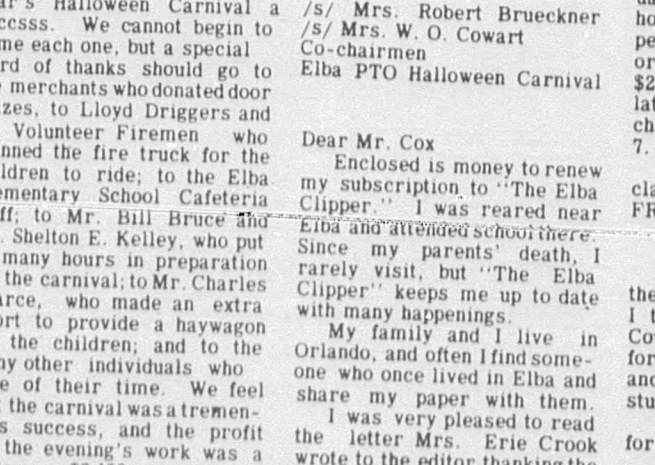 Halloween Carnival a
ccsss. We cannot begin to
me each one, but a special
rd of thanks should go to
merchants who donated door
zes, to Lloyd Driggers and
Volunteer Firemen who
nned the fire truck for the
ldren to ride; to the Elba
ementary School Cafeteria
ff; to Mr. Bill Bruce and
. Shelton E. Kelley, who put
many hours in preparation
the carnival; to Mr. Charles
arce, who made an extra
ort to provide a haywagon
the children; and to the
ny other individuals who
e of their time. We feel
the carnival was a tremen-
s success, and the profit
the evening's work was a
/s/ Mrs. Robert Brueckner
/s/ Mrs. W. O. Cowart
Co-chairmen
Elba PTO Halloween Carnival
Dear Mr. Cox
Enclosed is money to renew
my subscription to "The Elba
Clipper." I was reared near
Elba and attended school there.
Since my parents' death, I
rarely visit, but "The Elba
Clipper" keeps me up to date
with many happenings.
My family and I live in
Orlando, and often I find some-
one who once lived in Elba and
share my paper with them.
I was very pleased to read
the letter Mrs. Erie Crook
wrote to the editor thanking the
ho
pe
or
$2
lat
ch
7.
cla
FR
the
I t
Co
for
and
stu
for